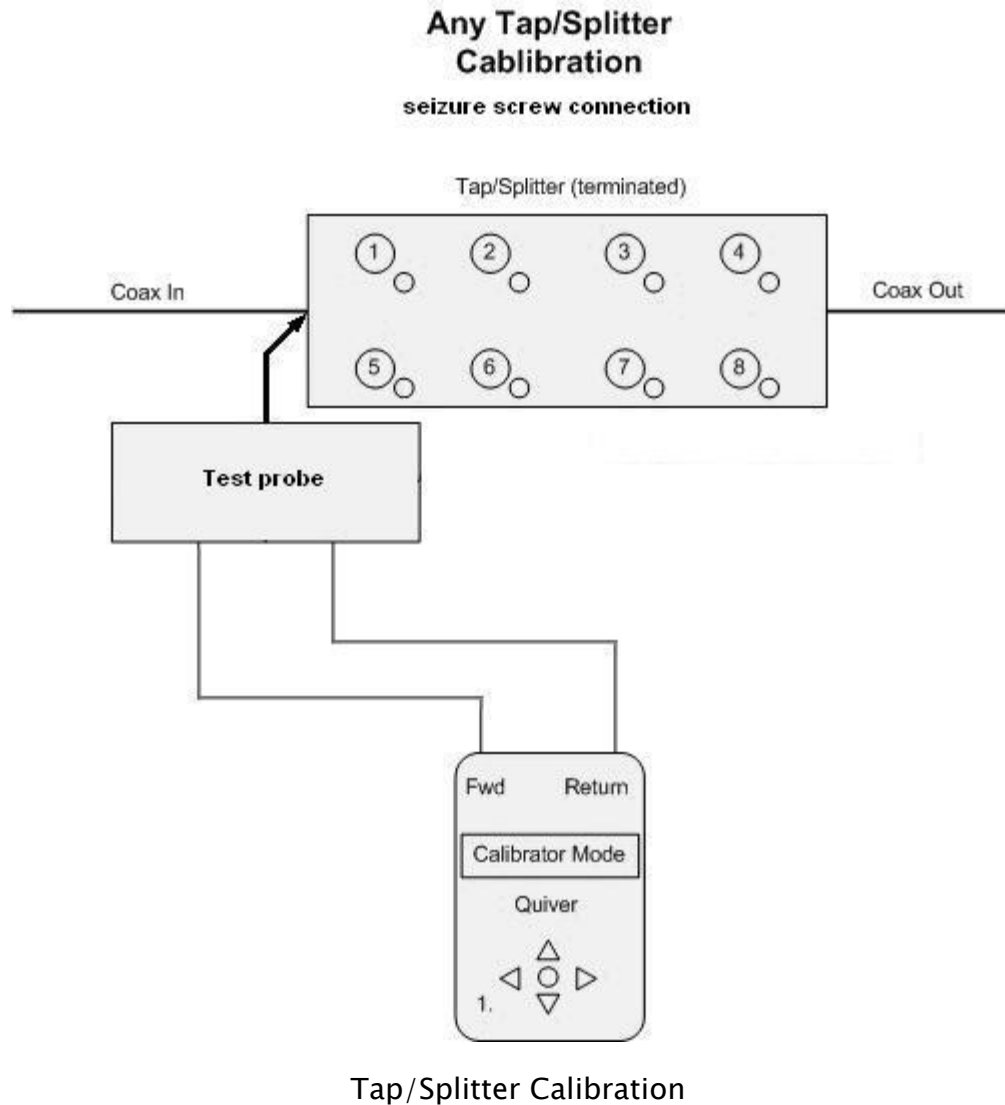 Any Tap/Splitter
Cablibration
seizure screw connection
Tap/Splitter (terminated)
1 2 3 4
Coax In
Coax Out
5 6 7 8
Test probe
Fwd Return
Calibrator Mode
Quiver
1.
Tap/Splitter Calibration